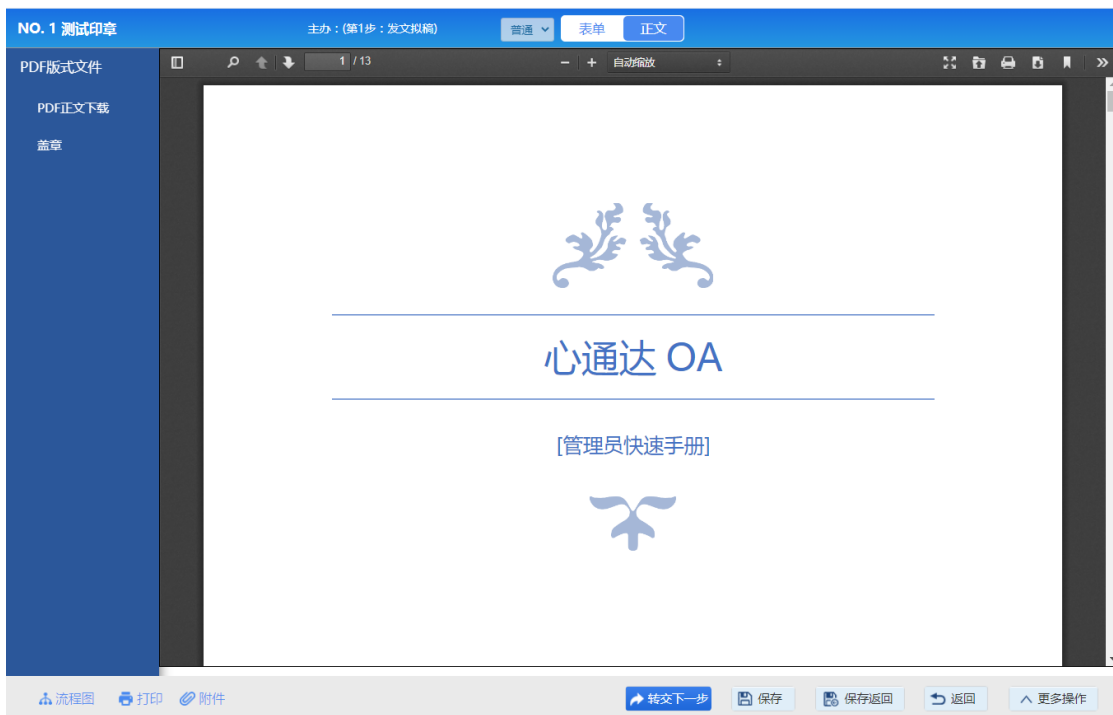 NO. 1 测试印章
主办：(第1步：发文拟稿)
普通
表单
正文
PDF版式文件
PDF正文下载
盖章
1 / 13
自动缩放
心通达 OA
[管理员快速手册]
流程图
打印
附件
转交下一步
保存
保存返回
返回
更多操作